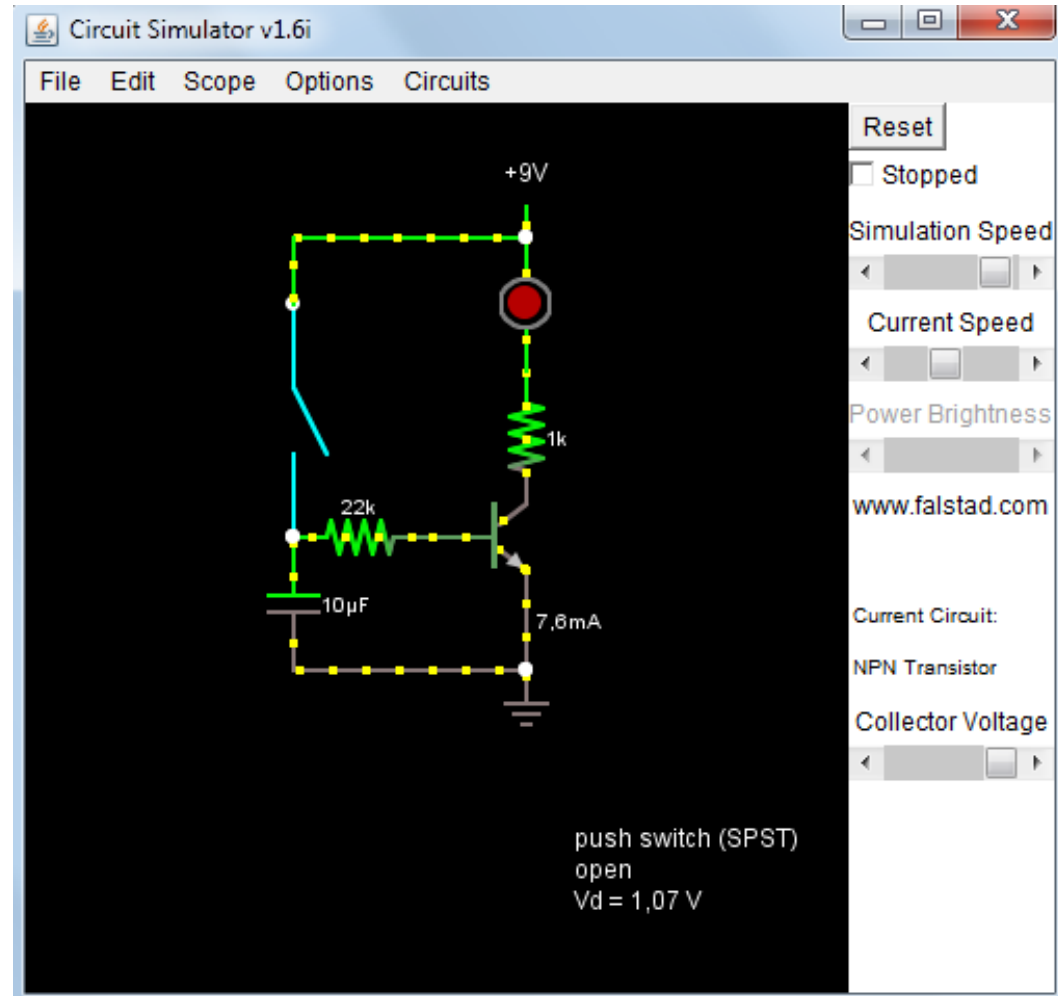 Circuit Simulator v1.6i
File Edit Scope Options Circuits
Reset
Stopped
Simulation Speed
Current Speed
Power Brightness
www.falstad.com
Current Circuit:
NPN Transistor
Collector Voltage
+9V
1k
22k
10μF
7,6mA
push switch (SPST)
open
Vd = 1,07 V